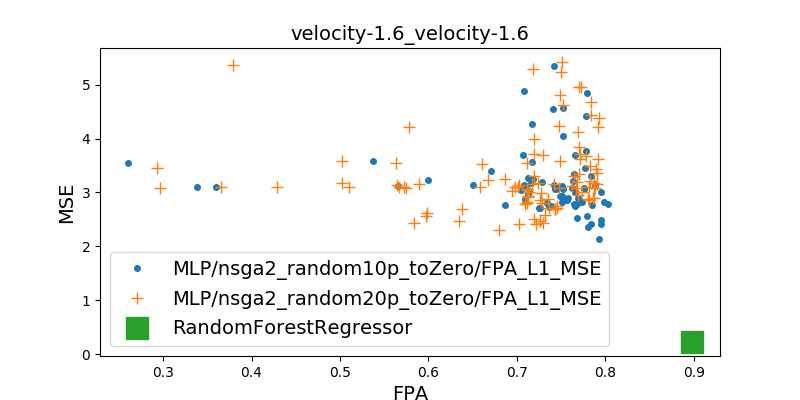 velocity-1.6_velocity-1.6
MSE
5
4
3
2
1
0
MLP/nsga2_random10p_toZero/FPA_L1_MSE
MLP/nsga2_random20p_toZero/FPA_L1_MSE
RandomForestRegressor
0.3 0.4 0.5 0.6 0.7 0.8 0.9
FPA